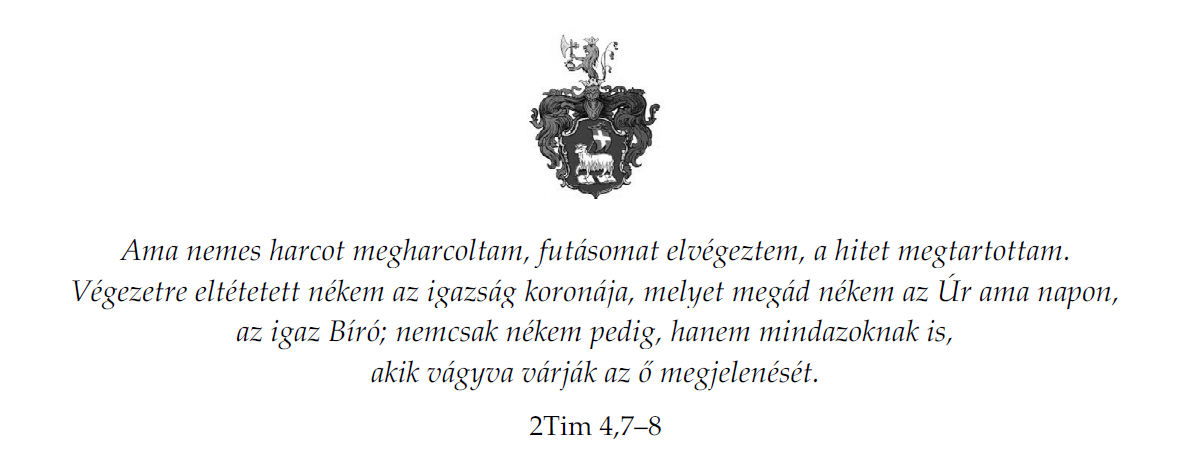 Ama nemes harcot megharcoltam, futásomat elvégeztem, a hitet megtartottam.
Végezetre eltétetett nékem az igazság koronája, melyet megád nékem az Úr ama napon,
az igaz Bíró; nemcsak nékem pedig, hanem mindazoknak is,
akik vágyva várják az ő megjelenését.
2Tim 4,7–8